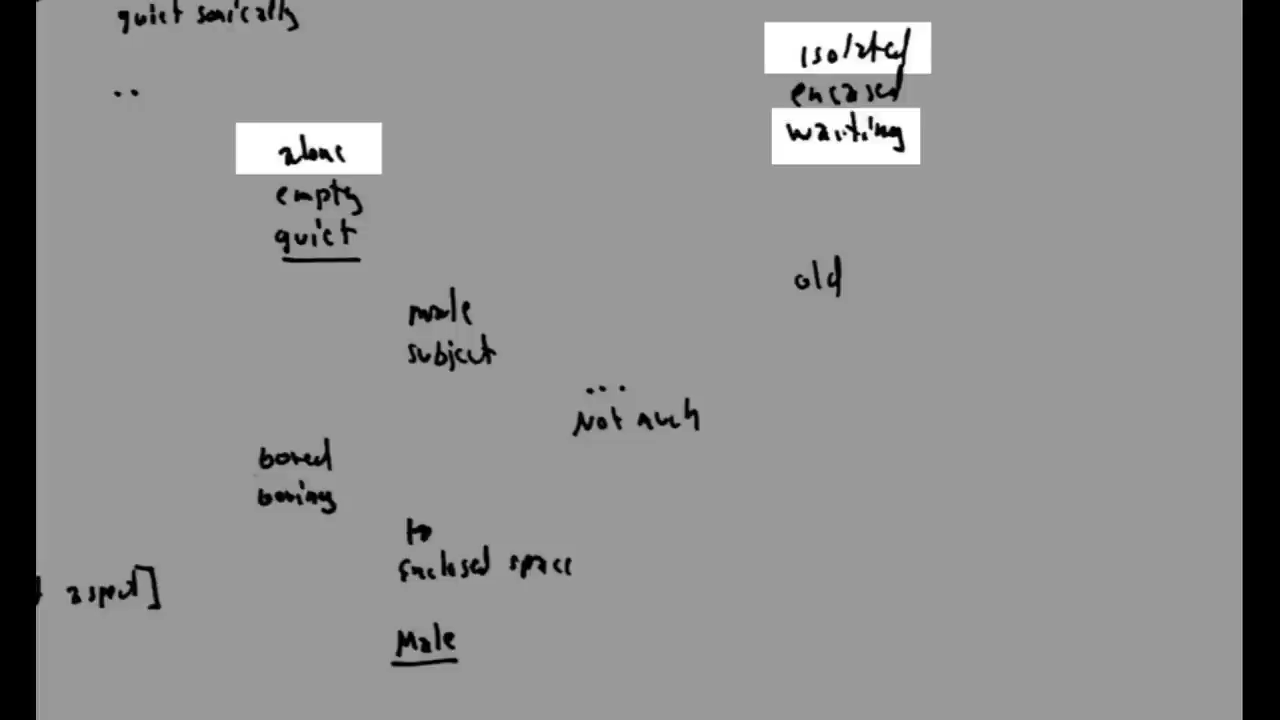 quiet sonically
..
isolated
encased
waiting
alone
empty
quiet
old
male
subject
...
Not much
bored
boring
to
Enclosed space
aspect]
Male